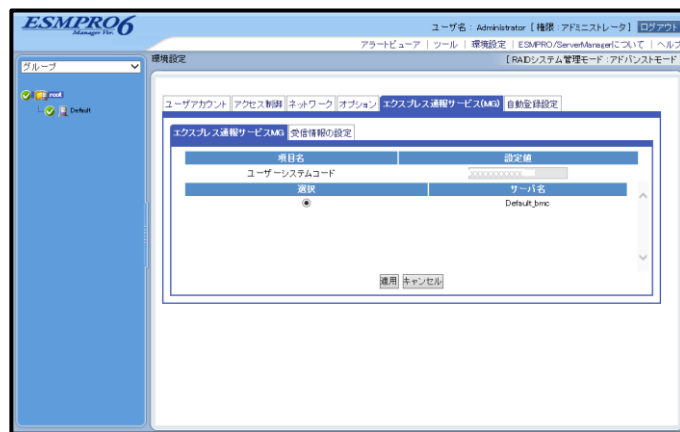 ESMPRO6
Manager Ver.
ユーザ名 : Administrator [ 権限 : アドミニストレータ ] ログアウト
アラートビューア | ツール | 環境設定 | ESMPRO/ServerManagerについて | ヘルプ
グループ
環境設定
[ RAIDシステム管理モード : アドバンストモード
root
Default
ユーザアカウント アクセス制御 ネットワーク オプション エクスプレス通報サービス(MG) 自動登録設定
エクスプレス通報サービスMG 受信情報の設定
項目名 設定値
ユーザーシステムコード xxxxxxxxxx
選択 サーバ名
Default_bmc
適用 キャンセル